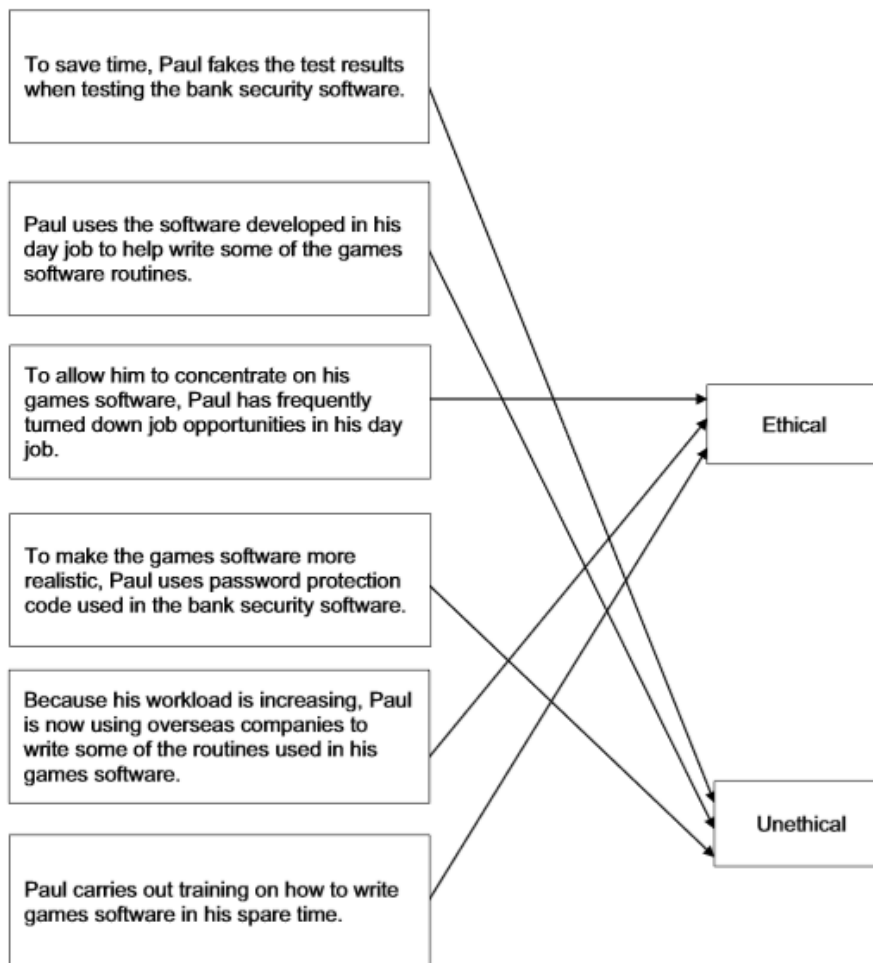 To save time, Paul fakes the test results
when testing the bank security software.
Paul uses the software developed in his
day job to help write some of the games
software routines.
To allow him to concentrate on his
games software, Paul has frequently
turned down job opportunities in his day
job.
Ethical
To make the games software more
realistic, Paul uses password protection
code used in the bank security software.
Because his workload is increasing, Paul
is now using overseas companies to
write some of the routines used in his
games software.
Unethical
Paul carries out training on how to write
games software in his spare time.